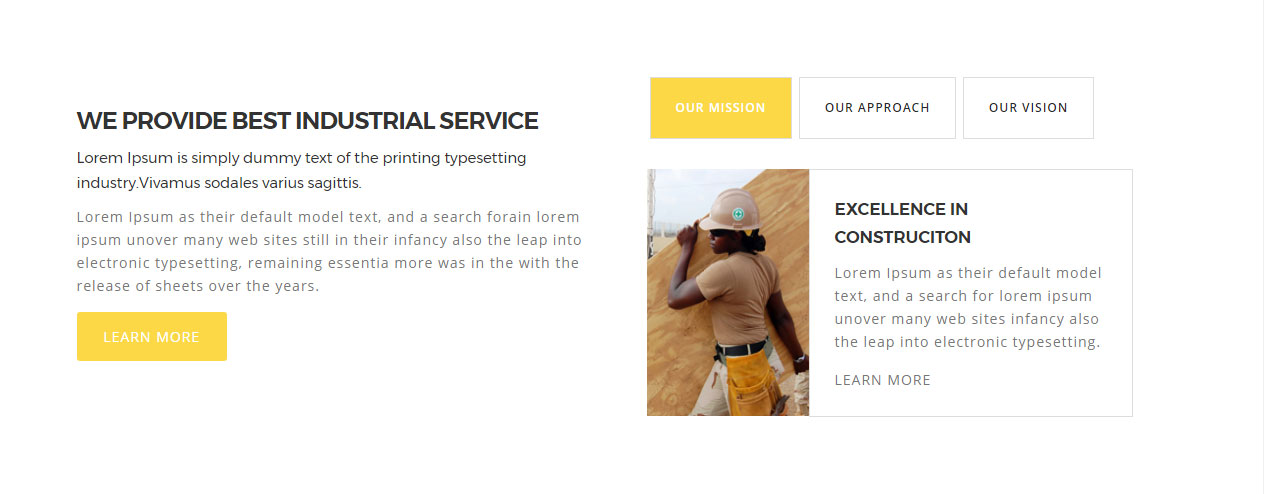 WE PROVIDE BEST INDUSTRIAL SERVICE
Lorem Ipsum is simply dummy text of the printing typesetting
industry.Vivamus sodales varius sagittis.
Lorem Ipsum as their default model text, and a search forain lorem
ipsum unover many web sites still in their infancy also the leap into
electronic typesetting, remaining essentia more was in the with the
release of sheets over the years.
LEARN MORE
OUR MISSION
OUR APPROACH
OUR VISION
EXCELLENCE IN
CONSTRUCITON
Lorem Ipsum as their default model
text, and a search for lorem ipsum
unover many web sites infancy also
the leap into electronic typesetting.
LEARN MORE